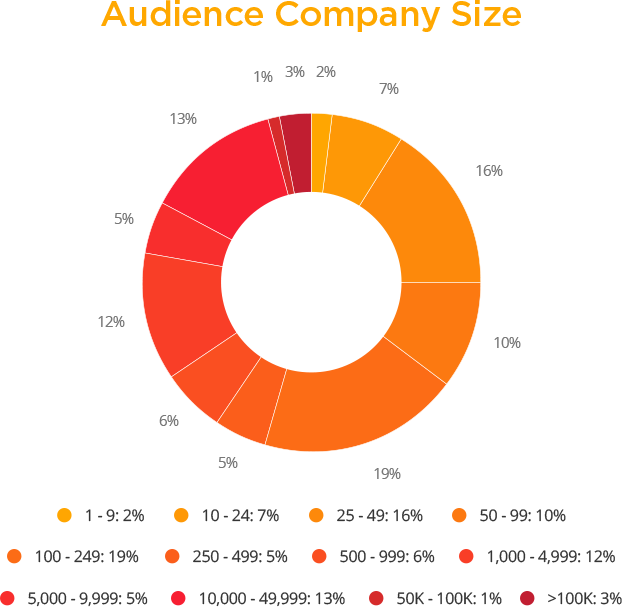 Audience Company Size
1% 3% 2%
7%
13%
16%
5%
12%
10%
6%
5%
19%
1 - 9: 2% 10 - 24: 7% 25 - 49: 16% 50 - 99: 10%
100 - 249: 19% 250 - 499: 5% 500 - 999: 6% 1,000 - 4,999: 12%
5,000 - 9,999: 5% 10,000 - 49,999: 13% 50K - 100K: 1% >100K: 3%